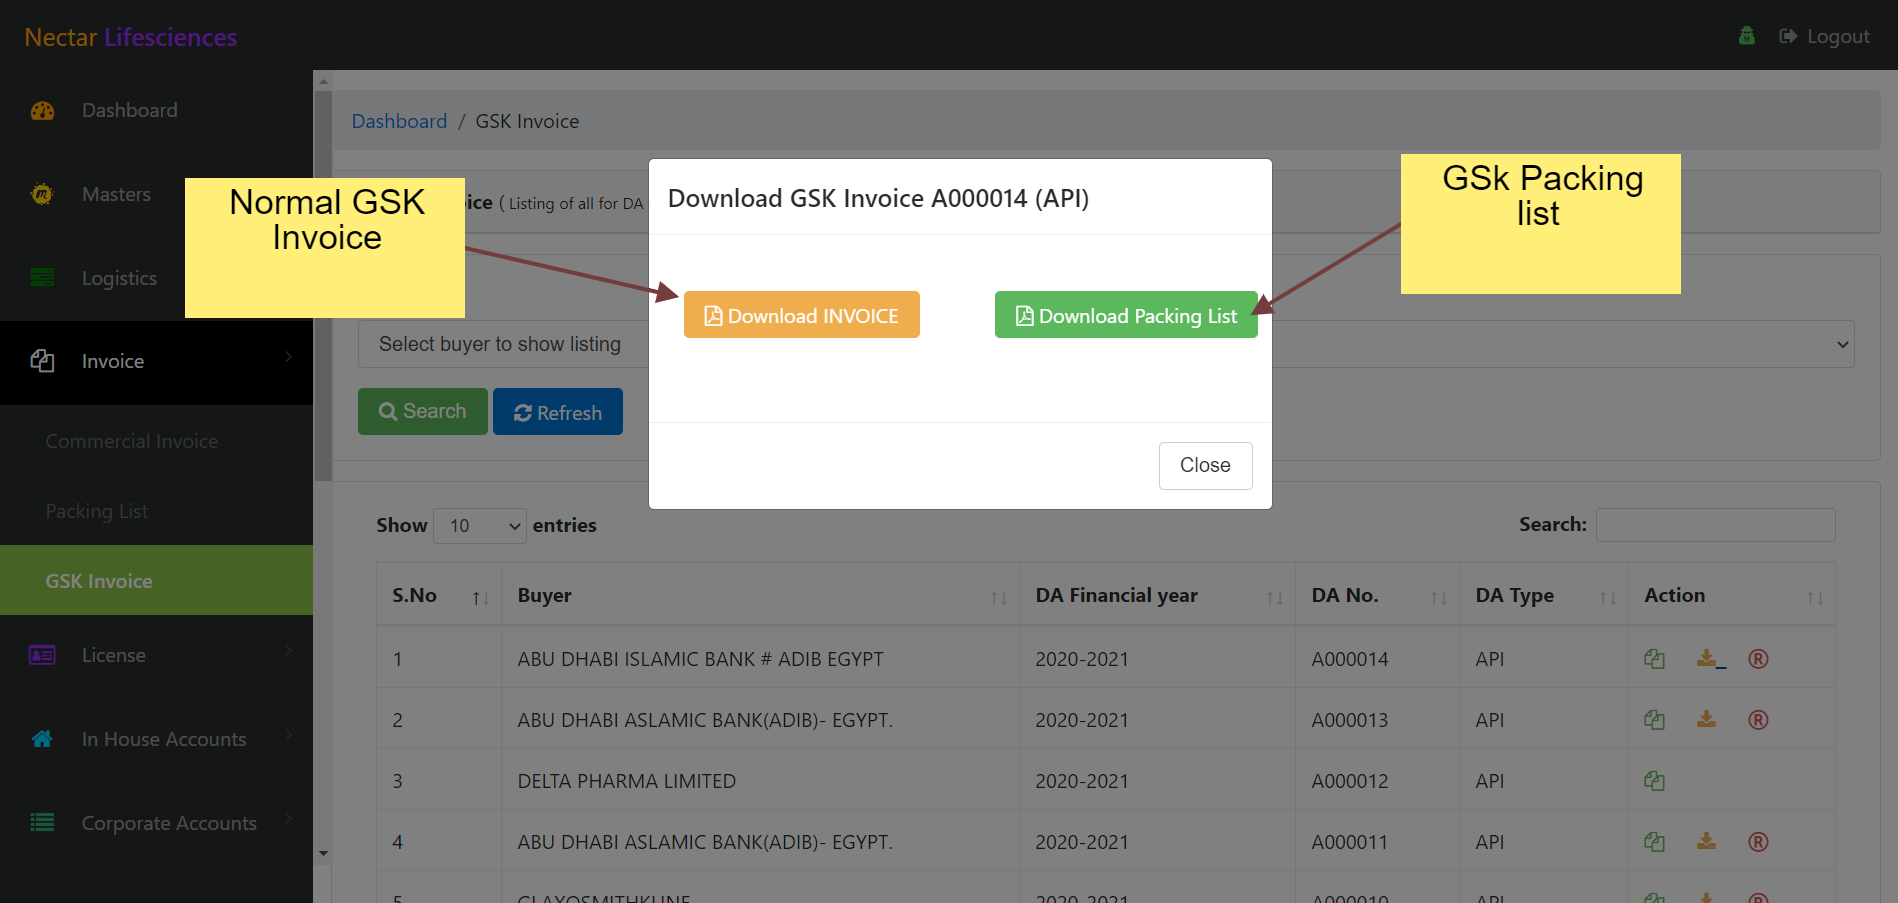 Nectar Lifesciences
Logout
Dashboard
Masters
Logistics
Invoice
Commercial Invoice
Packing List
GSK Invoice
License
In House Accounts
Corporate Accounts
Dashboard / GSK Invoice
Normal GSK
Invoice
GSk Packing
list
ice ( Listing of all for DA
Download GSK Invoice A000014 (API)
Download INVOICE
Download Packing List
Close
Select buyer to show listing
Search
Refresh
Show 10 entries
Search:
S.No Buyer DA Financial year DA No. DA Type Action
1 ABU DHABI ISLAMIC BANK # ADIB EGYPT 2020-2021 A000014 API
2 ABU DHABI ASLAMIC BANK(ADIB)- EGYPT. 2020-2021 A000013 API
3 DELTA PHARMA LIMITED 2020-2021 A000012 API
4 ABU DHABI ASLAMIC BANK(ADIB)- EGYPT. 2020-2021 A000011 API
5 GLAXOSMITHKLINE 2020-2021 A000010 API